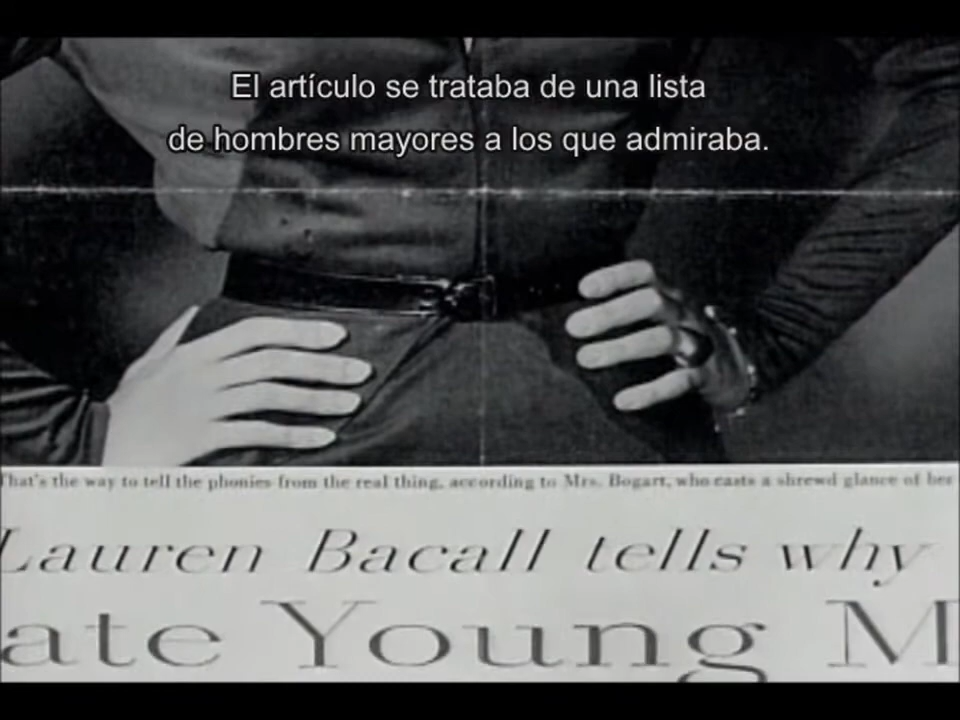 El artículo se trataba de una lista
de hombres mayores a los que admiraba.
That's the way to tell the phonies from the real thing, according to Mrs. Bogart, who casts a shrewd glance of her
Lauren Bacall tells why
ate Young M